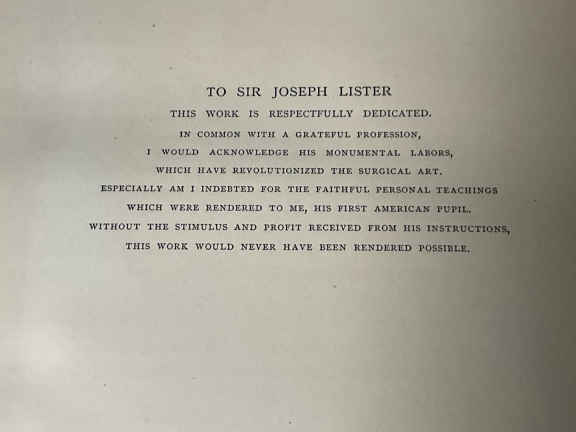 TO SIR JOSEPH LISTER
THIS WORK IS RESPECTFULLY DEDICATED.
IN COMMON WITH A GRATEFUL PROFESSION,
I WOULD ACKNOWLEDGE HIS MONUMENTAL LABORS,
WHICH HAVE REVOLUTIONIZED THE SURGICAL ART.
ESPECIALLY AM I INDEBTED FOR THE FAITHFUL PERSONAL TEACHINGS
WHICH WERE RENDERED TO ME, HIS FIRST AMERICAN PUPIL.
WITHOUT THE STIMULUS AND PROFIT RECEIVED FROM HIS INSTRUCTIONS,
THIS WORK WOULD NEVER HAVE BEEN RENDERED POSSIBLE.